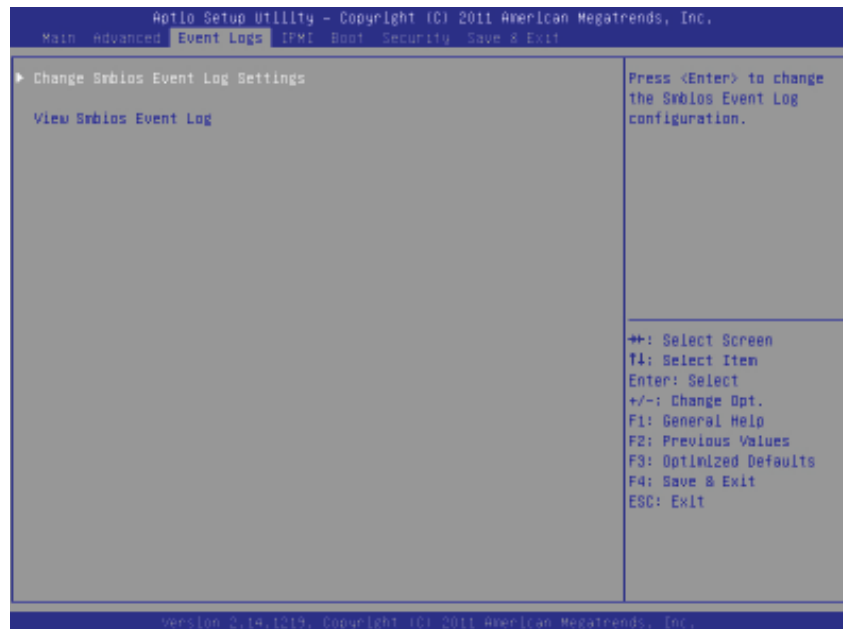 Aptio Setup Utility – Copyright (C) 2011 American Megatrends, Inc.
Main Advanced Event Logs IPMI Boot Security Save & Exit
Change Smbios Event Log Settings
View Smbios Event Log
Press <Enter> to change
the Smbios Event Log
configuration.
→←: Select Screen
↑↓: Select Item
Enter: Select
+/-: Change Opt.
F1: General Help
F2: Previous Values
F3: Optimized Defaults
F4: Save & Exit
ESC: Exit
Version 2.14.1219. Copyright (C) 2011 American Megatrends, Inc.